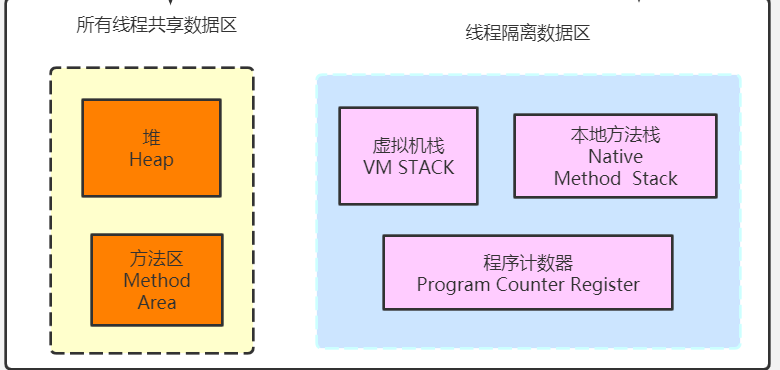 所有线程共享数据区
线程隔离数据区
堆
Heap
方法区
Method
Area
虚拟机栈
VM STACK
本地方法栈
Native
Method Stack
程序计数器
Program Counter Register